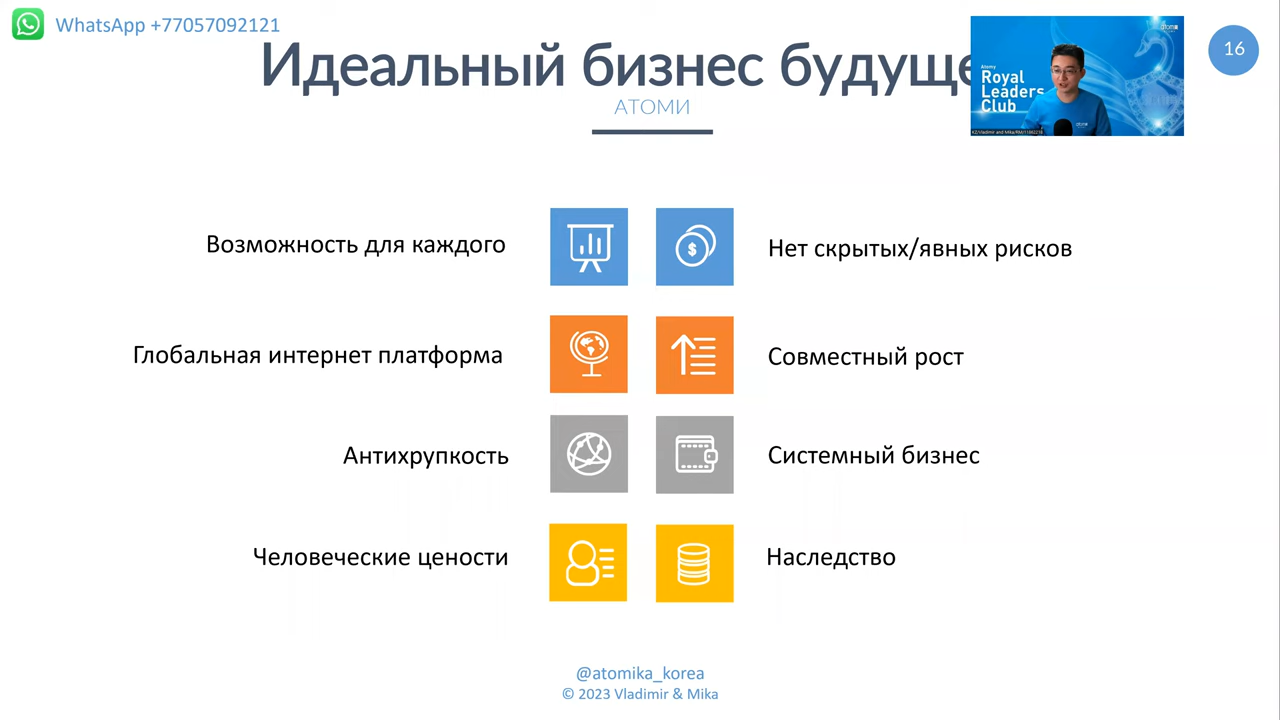 WhatsApp +77057092121
Идеальный бизнес будуще
АТОМИ
16
Atomy
Royal
Leaders
Club
Возможность для каждого
Нет скрытых/явных рисков
Глобальная интернет платформа
Совместный рост
Антихрупкость
Системный бизнес
Человеческие цености
Наследство
@atomika_korea
© 2023 Vladimir & Mika